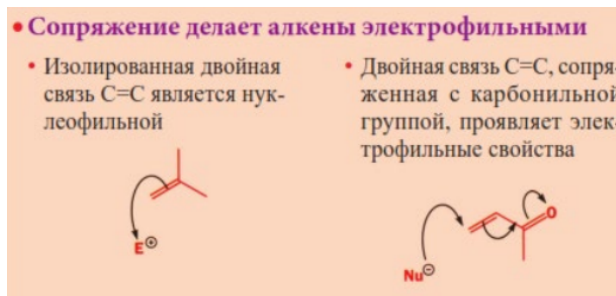 • Сопряжение делает алкены электрофильными
• Изолированная двойная
связь C=C является нук-
леофильной
• Двойная связь C=C, сопря-
женная с карбонильной
группой, проявляет элек-
трофильные свойства
E⊕
O
Nu⊖